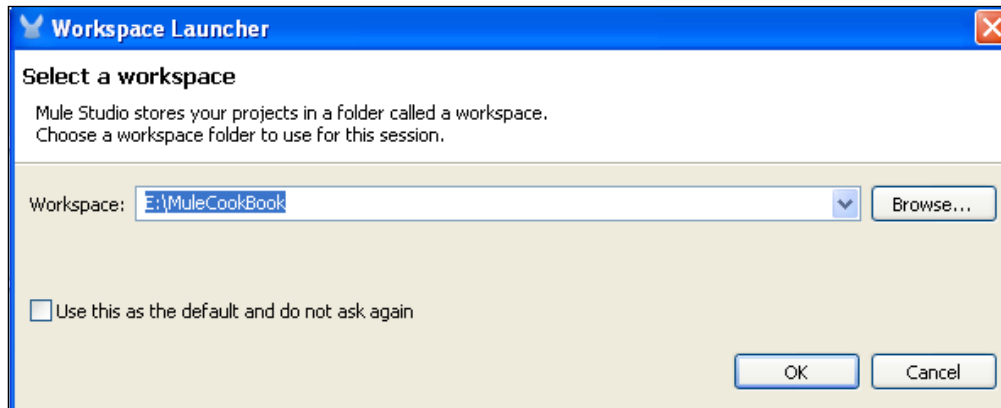 Workspace Launcher
Select a workspace
Mule Studio stores your projects in a folder called a workspace.
Choose a workspace folder to use for this session.
Workspace: E:\MuleCookBook Browse...
Use this as the default and do not ask again
OK Cancel